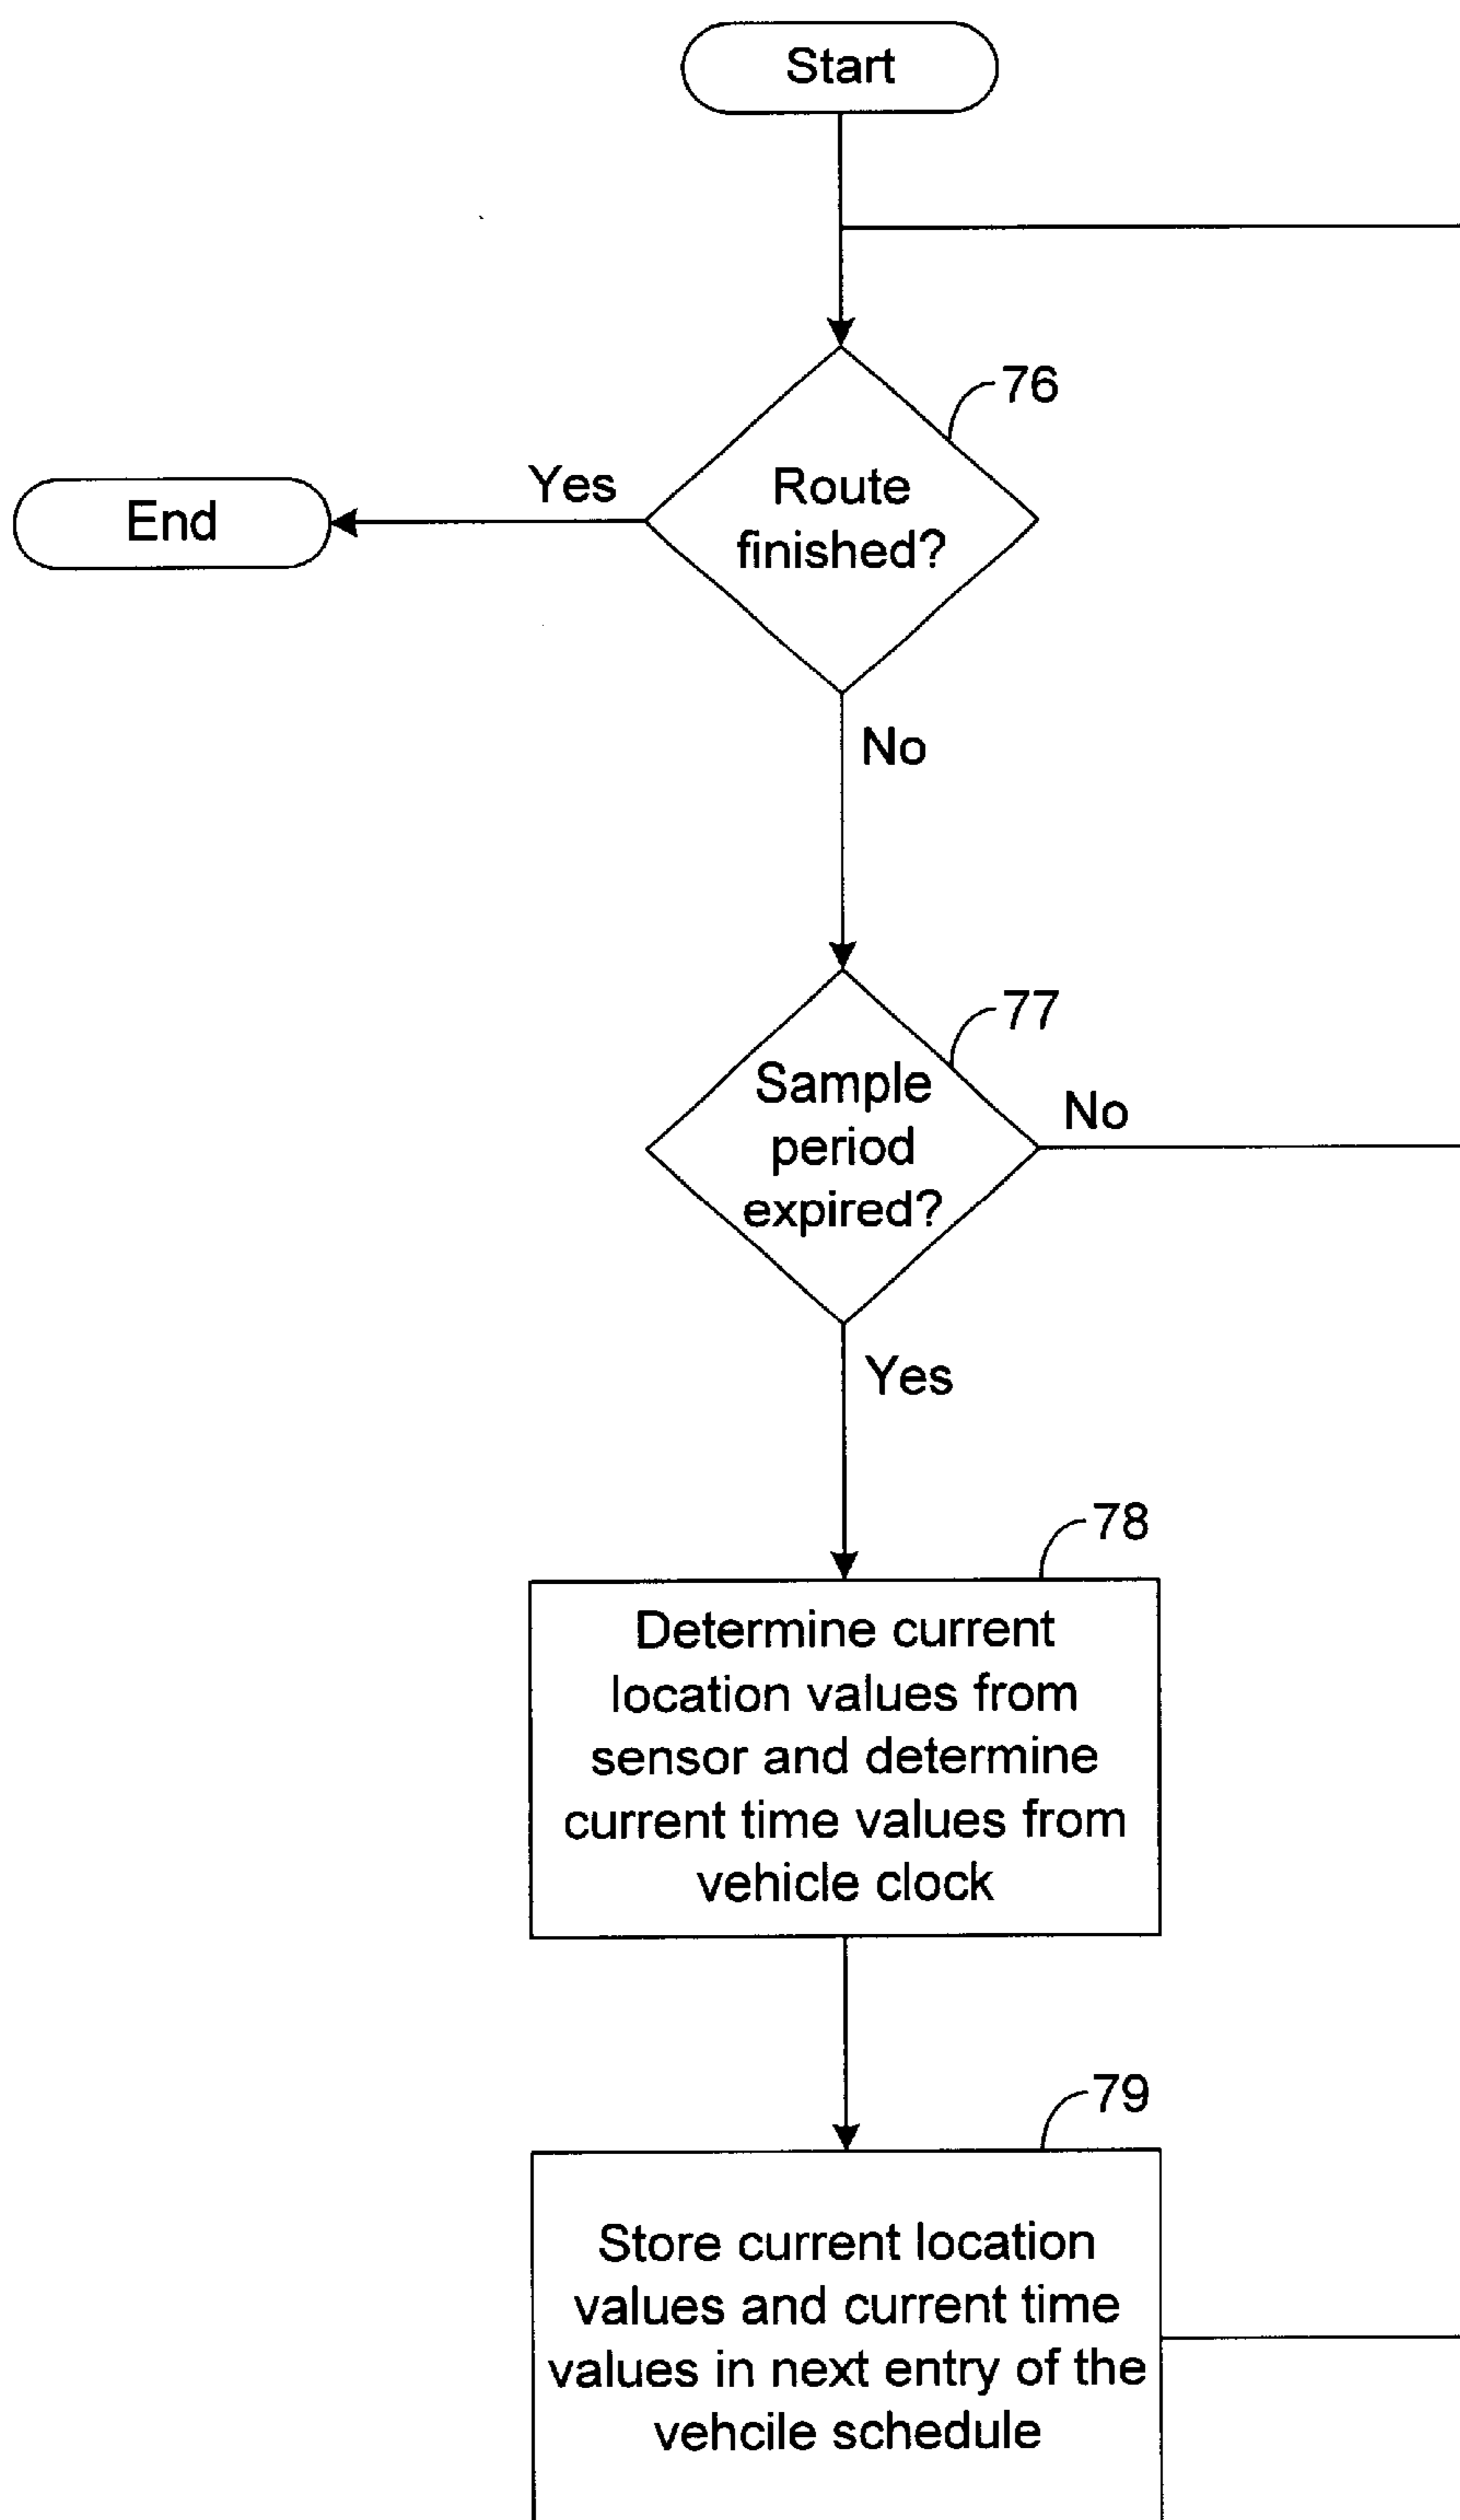 Start
76
Route
finished?
Yes
End
No
77
Sample
period
expired?
No
Yes
78
Determine current
location values from
sensor and determine
current time values from
vehicle clock
79
Store current location
values and current time
values in next entry of the
vehcile schedule